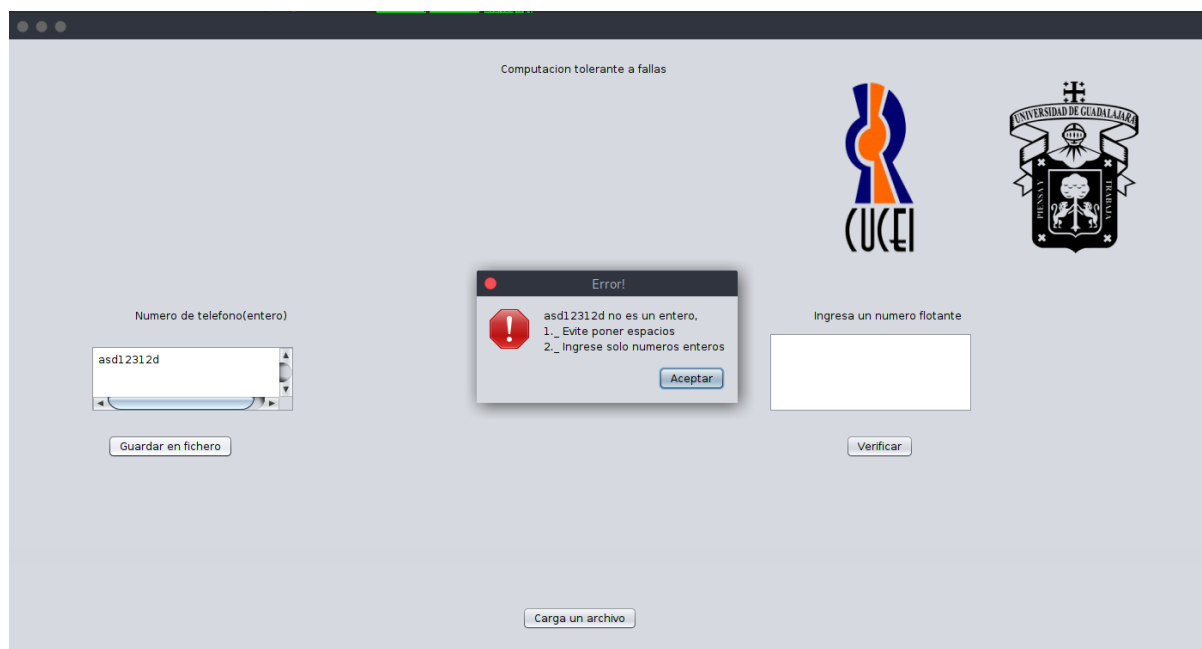 Computacion tolerante a fallas
CUCEI
UNIVERSIDAD DE GUADALAJARA
PIENSA Y
TRABAJA
Error!
asd12312d no es un entero,
1._ Evite poner espacios
2._ Ingrese solo numeros enteros
Aceptar
Numero de telefono(entero)
asd12312d
Guardar en fichero
Ingresa un numero flotante
Verificar
Carga un archivo